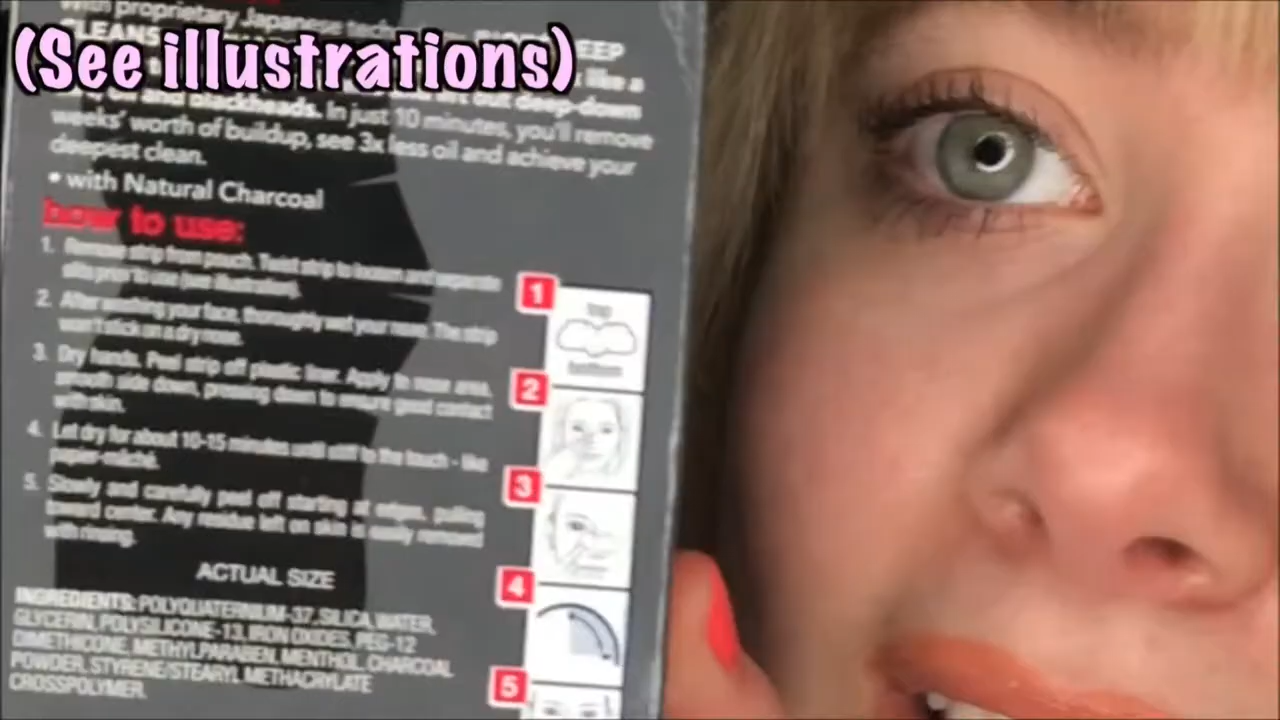 With proprietary Japanese
(See illustrations)
CLEANS EEP
like a
and blackheads. In just 10 minutes, you'll remove
weeks' worth of buildup, see 3x less oil and achieve your
deepest clean.
• with Natural Charcoal
how to use:
1. Remove strip from pouch. Twist strip to loosen and separate
slits prior to use (see illustration).
2. After washing your face, thoroughly wet your nose. The strip
won't stick on a dry nose.
3. Dry hands. Peel strip off plastic liner. Apply to nose area,
smooth side down, pressing down to ensure good contact
with skin.
4. Let dry for about 10-15 minutes until stiff to the touch - like
papier-mâché.
5. Slowly and carefully peel off starting at edges, pulling
toward center. Any residue left on skin is easily removed
with rinsing.
1
top
bottom
2
3
4
5
ACTUAL SIZE
INGREDIENTS: POLYQUATERNIUM-37, SILICA, WATER,
GLYCERIN, POLYSILICONE-13, IRON OXIDES, PEG-12
DIMETHICONE, METHYLPARABEN, MENTHOL, CHARCOAL
POWDER, STYRENE/STEARYL METHACRYLATE
CROSSPOLYMER.